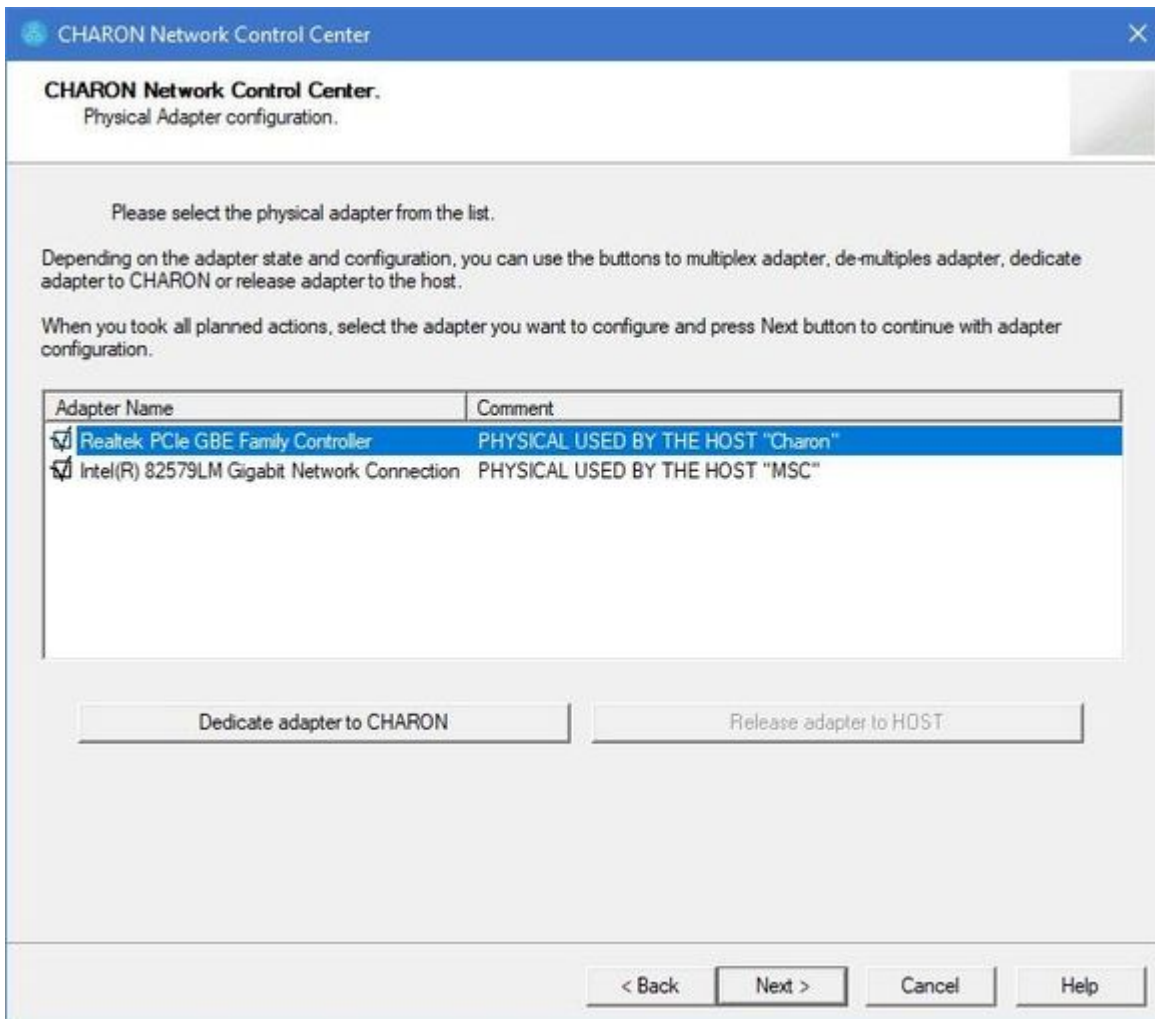 CHARON Network Control Center
CHARON Network Control Center.
Physical Adapter configuration.
Please select the physical adapter from the list.
Depending on the adapter state and configuration, you can use the buttons to multiplex adapter, de-multiples adapter, dedicate
adapter to CHARON or release adapter to the host.
When you took all planned actions, select the adapter you want to configure and press Next button to continue with adapter
configuration.
Adapter Name Comment
Realtek PCIe GBE Family Controller PHYSICAL USED BY THE HOST "Charon"
Intel(R) 82579LM Gigabit Network Connection PHYSICAL USED BY THE HOST "MSC"
Dedicate adapter to CHARON Release adapter to HOST
< Back Next > Cancel Help